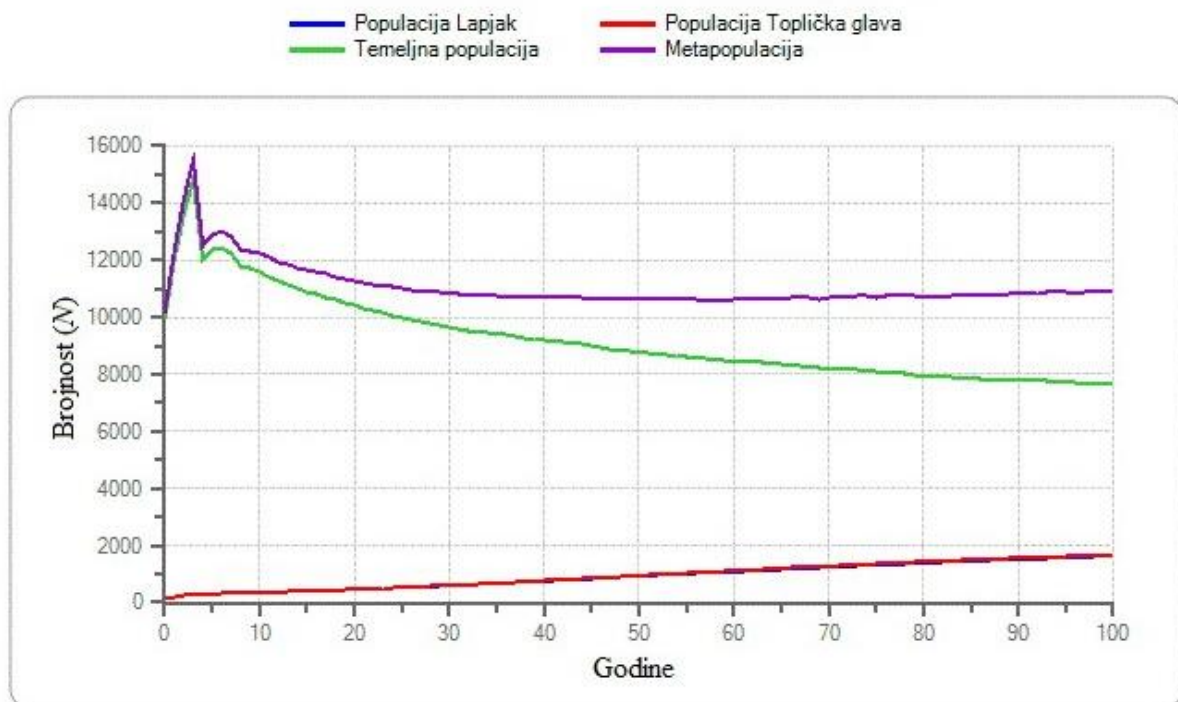 Populacija Lapjak Populacija Toplička glava
Temeljna populacija Metapopulacija
16000
14000
12000
10000
8000
6000
4000
2000
0
Brojnost (N)
0 10 20 30 40 50 60 70 80 90 100
Godine